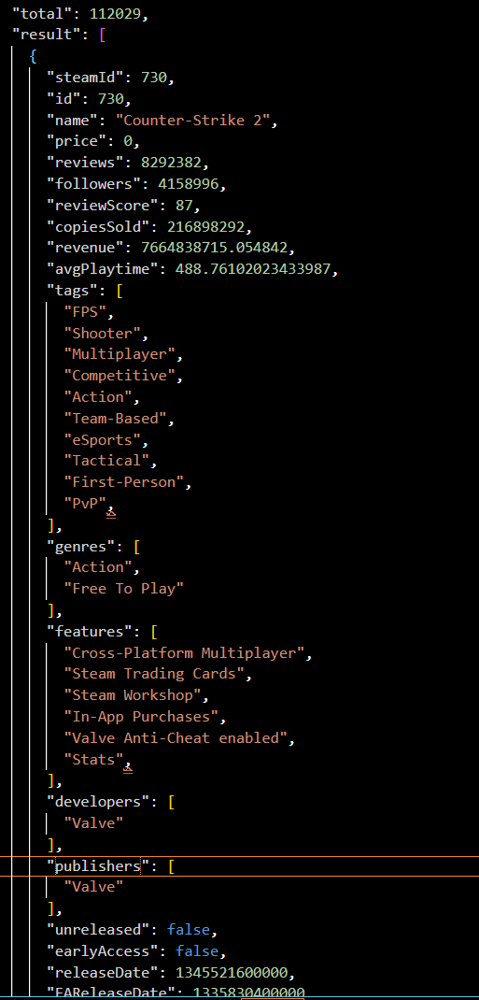 "total": 112029,
"result": [
{
"steamId": 730,
"id": 730,
"name": "Counter-Strike 2",
"price": 0,
"reviews": 8292382,
"followers": 4158996,
"reviewScore": 87,
"copiesSold": 216898292,
"revenue": 7664838715.054842,
"avgPlaytime": 488.76102023433987,
"tags": [
"FPS",
"Shooter",
"Multiplayer",
"Competitive",
"Action",
"Team-Based",
"eSports",
"Tactical",
"First-Person",
"PvP",
],
"genres": [
"Action",
"Free To Play"
],
"features": [
"Cross-Platform Multiplayer",
"Steam Trading Cards",
"Steam Workshop",
"In-App Purchases",
"Valve Anti-Cheat enabled",
"Stats",
],
"developers": [
"Valve"
],
"publishers": [
"Valve"
],
"unreleased": false,
"earlyAccess": false,
"releaseDate": 1345521600000,
"EAReleaseDate": 1335830400000